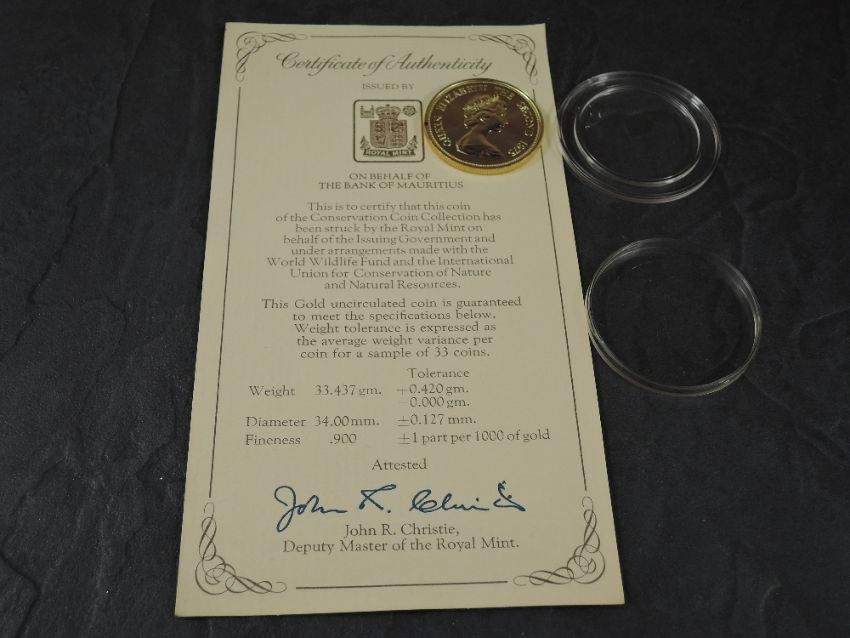 Certificate of Authenticity
ISSUED BY
ROYAL MINT
QUEEN ELIZABETH THE SECOND 1975
ON BEHALF OF
THE BANK OF MAURITIUS
This is to certify that this coin
of the Conservation Coin Collection has
been struck by the Royal Mint on
behalf of the Issuing Government and
under arrangements made with the
World Wildlife Fund and the International
Union for Conservation of Nature
and Natural Resources.
This Gold uncirculated coin is guaranteed
to meet the specifications below.
Weight tolerance is expressed as
the average weight variance per
coin for a sample of 33 coins.
Tolerance
Weight 33.437 gm. +0.420 gm.
-0.000 gm.
Diameter 34.00 mm. ±0.127 mm.
Fineness .900 ±1 part per 1000 of gold
Attested
John R. Christie
John R. Christie,
Deputy Master of the Royal Mint.